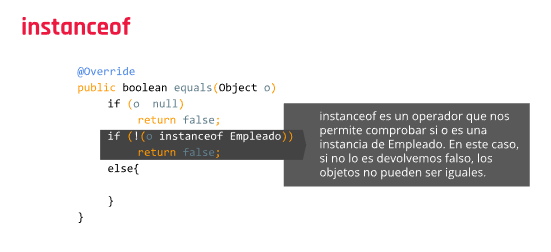 instanceof
@Override
public boolean equals(Object o)
if (o  null)
return false;
if (!(o instanceof Empleado))
return false;
else{
}
}
instanceof es un operador que nos
permite comprobar si o es una
instancia de Empleado. En este caso,
si no lo es devolvemos falso, los
objetos no pueden ser iguales.